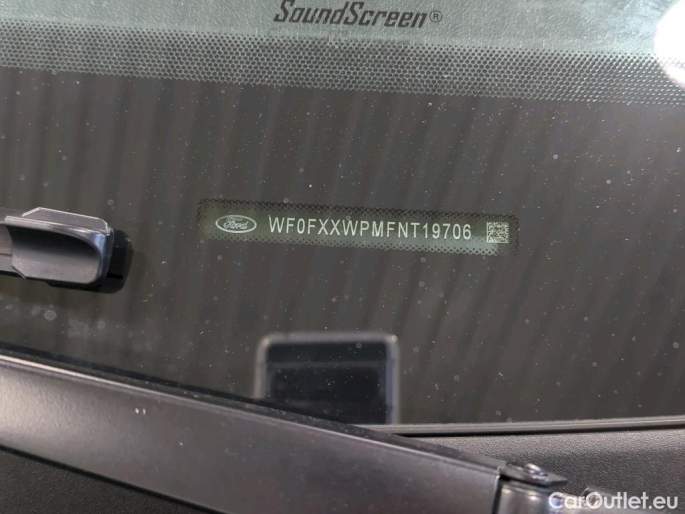 SoundScreen®
Ford WF0FXXWPMFNT19706
CarOutlet.eu